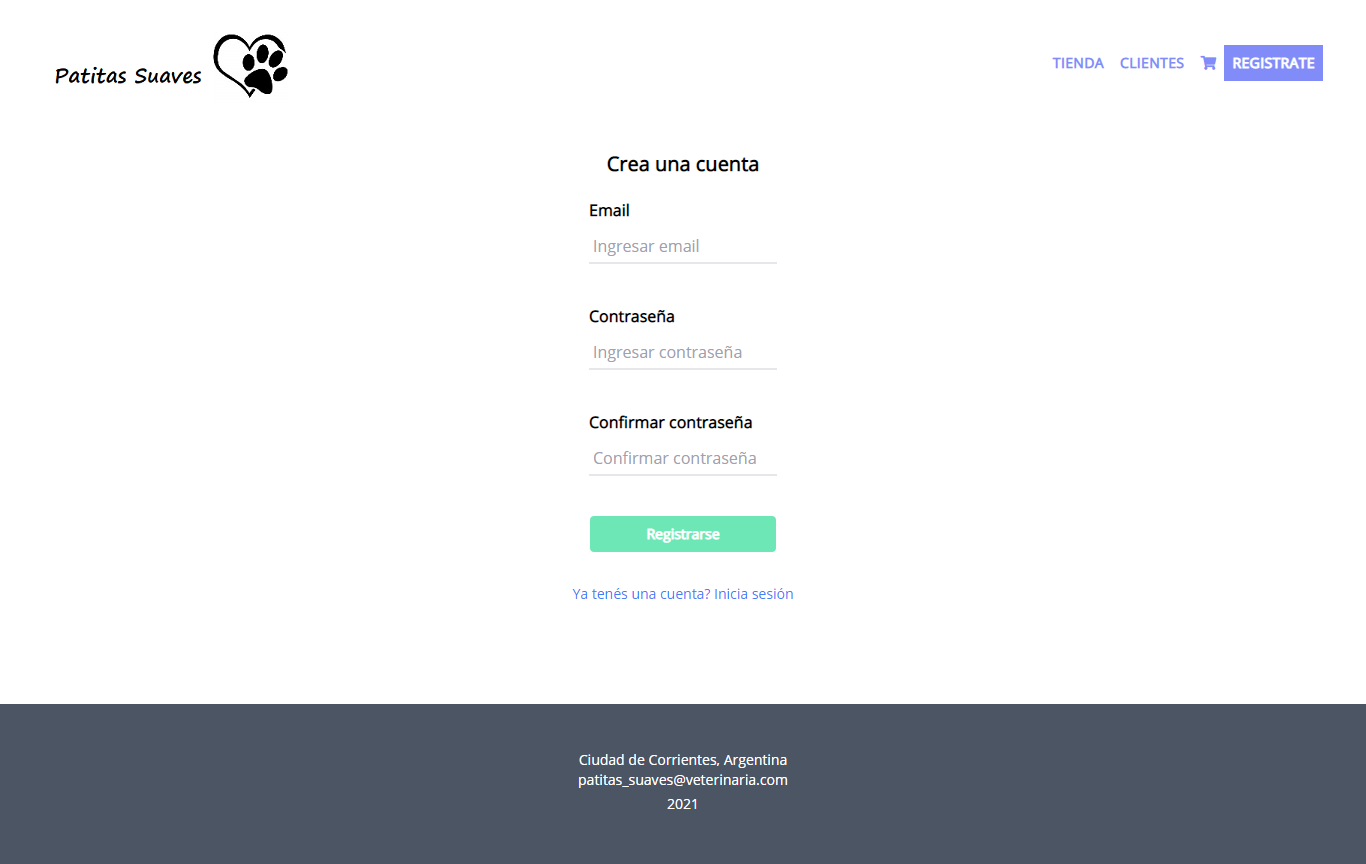 Patitas Suaves
TIENDA CLIENTES REGISTRATE
Crea una cuenta
Email
Ingresar email
Contraseña
Ingresar contraseña
Confirmar contraseña
Confirmar contraseña
Registrarse
Ya tenés una cuenta? Inicia sesión
Ciudad de Corrientes, Argentina
patitas_suaves@veterinaria.com
2021